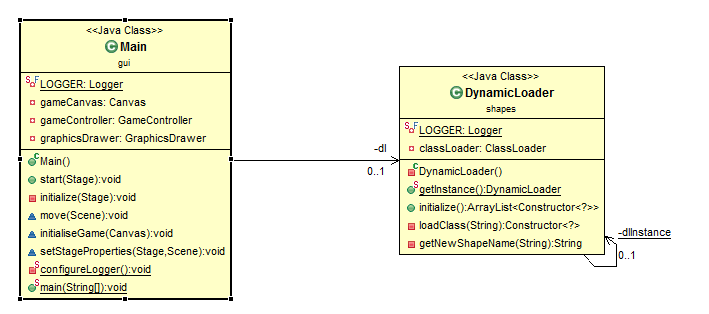 <<Java Class>>
Main
gui
LOGGER: Logger
gameCanvas: Canvas
gameController: GameController
graphicsDrawer: GraphicsDrawer
Main()
start(Stage):void
initialize(Stage):void
move(Scene):void
initialiseGame(Canvas):void
setStageProperties(Stage,Scene):void
configureLogger():void
main(String[]):void
-dl
0..1
<<Java Class>>
DynamicLoader
shapes
LOGGER: Logger
classLoader: ClassLoader
DynamicLoader()
getInstance():DynamicLoader
initialize():ArrayList<Constructor<?>>
loadClass(String):Constructor<?>
getNewShapeName(String):String
-dlInstance
0..1